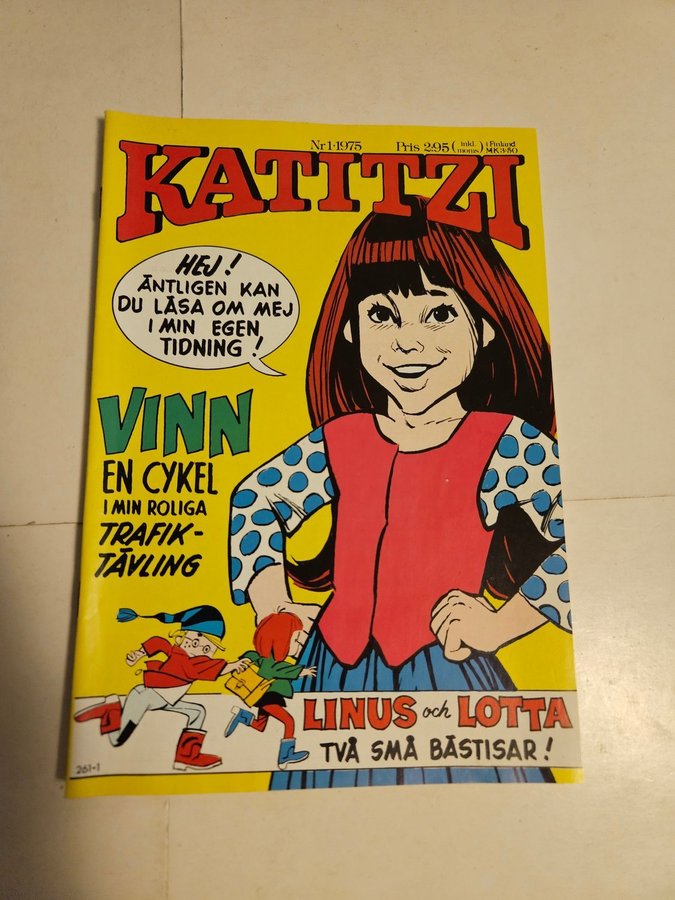 Nr 1·1975 Pris 2:95 (inkl. moms) i Finland MK 3:50
KATITZI
HEJ!
ÄNTLIGEN KAN
DU LÄSA OM MEJ
I MIN EGEN
TIDNING!
VINN
EN CYKEL
I MIN ROLIGA
TRAFIK-
TÄVLING
LINUS och LOTTA
TVÅ SMÅ BÄSTISAR!
261-1